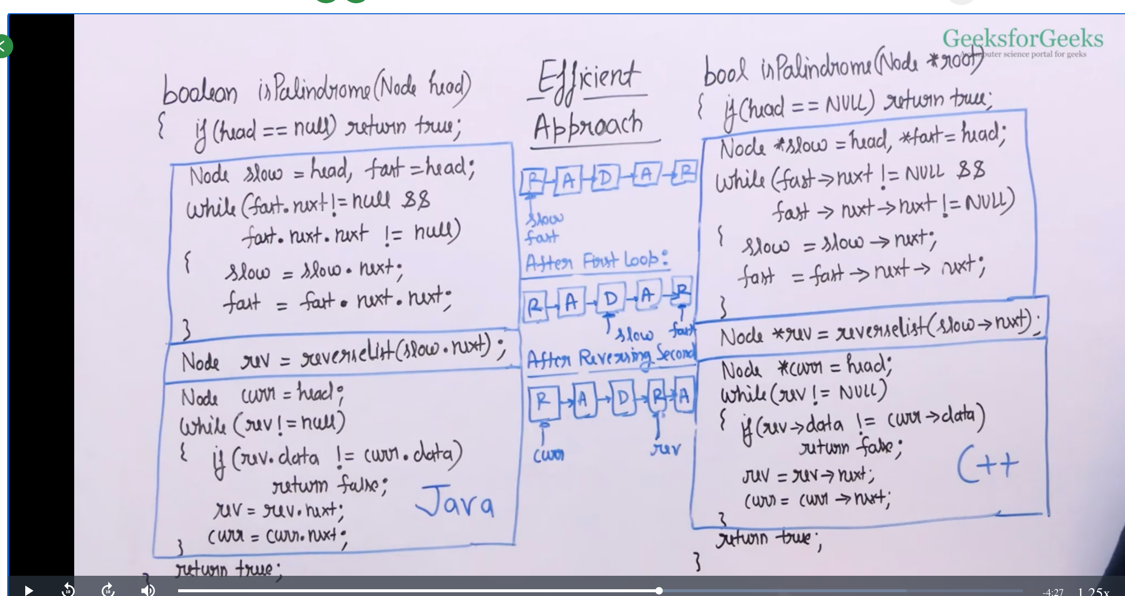 GeeksforGeeks
computer science portal for geeks
boolean isPalindrome(Node head)
{ if(head == null) return true;
Node slow = head, fast = head;
while(fast.next != null &&
fast.next.next != null)
{
slow = slow.next;
fast = fast.next.next;
}
Node rev = reverseList(slow.next);
Node curr = head;
while(rev != null)
{ if(rev.data != curr.data)
return false;
rev = rev.next;
curr = curr.next;
}
return true;
Java
Efficient
Approach
R A D A R
slow
fast
After First Loop:
R A D A R
slow fast
After Reversing Second
R A D R A
curr rev
bool isPalindrome(Node *root)
{ if(head == NULL) return true;
Node *slow = head, *fast = head;
while(fast->next != NULL &&
fast->next->next != NULL)
{
slow = slow->next;
fast = fast->next->next;
}
Node *rev = reverselist(slow->next);
Node *curr = head;
while(rev != NULL)
{ if(rev->data != curr->data)
return false;
rev = rev->next;
curr = curr->next;
}
return true;
}
C++
-4:27 1.25x